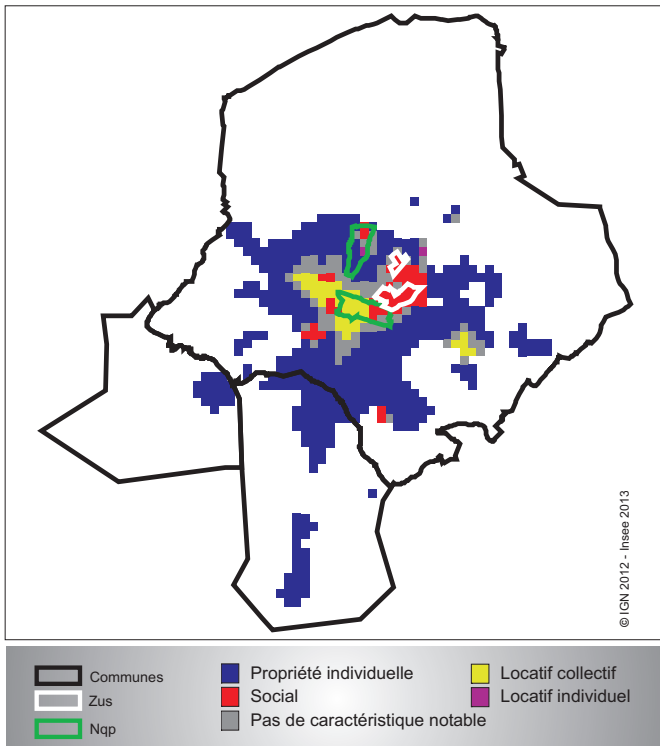 © IGN 2012 - Insee 2013
Communes
Zus
Nqp
Propriété individuelle
Social
Pas de caractéristique notable
Locatif collectif
Locatif individuel